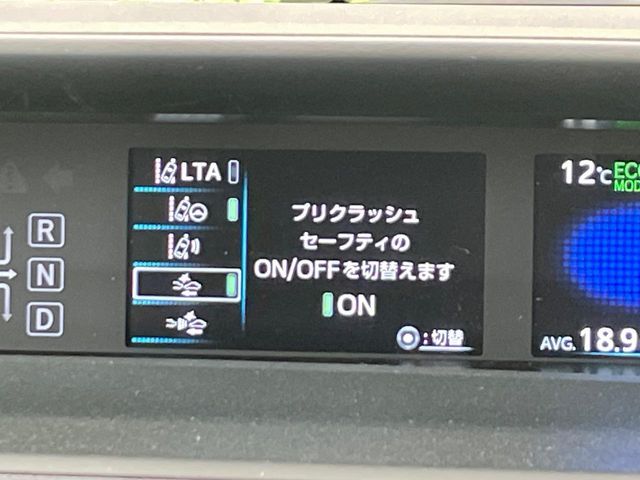 LTA
プリクラッシュ
セーフティの
ON/OFFを切替えます
ON
:切替
R
N
D
12℃
ECO
MODE
AVG. 18.9